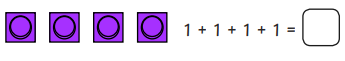 1 + 1 + 1 + 1 =